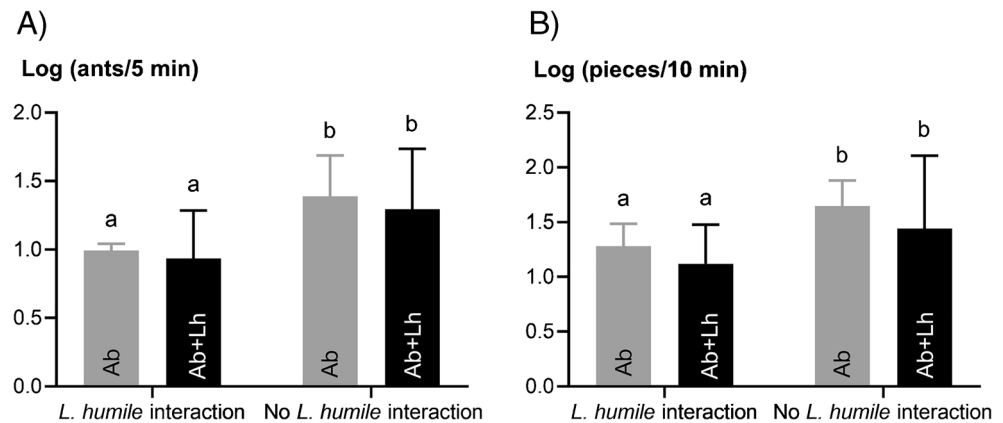 A)
Log (ants/5 min)
2.0
1.5
1.0
0.5
0.0
a
a
b
b
Ab
Ab+Lh
Ab
Ab+Lh
L. humile interaction No L. humile interaction
B)
Log (pieces/10 min)
2.5
2.0
1.5
1.0
0.5
0.0
a
a
b
b
Ab
Ab+Lh
Ab
Ab+Lh
L. humile interaction No L. humile interaction